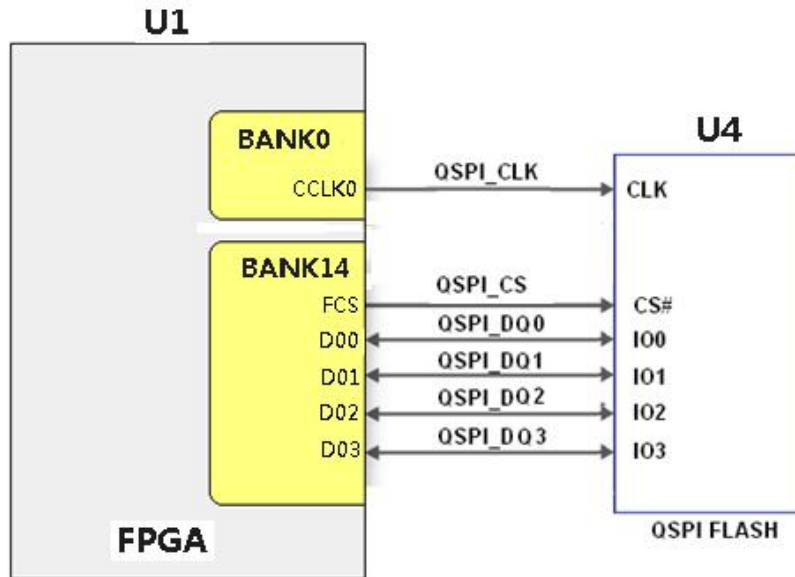 U1
U4
BANK0
CCLK0
QSPI_CLK
CLK
BANK14
FCS
QSPI_CS
CS#
D00
QSPI_DQ0
IO0
D01
QSPI_DQ1
IO1
D02
QSPI_DQ2
IO2
D03
QSPI_DQ3
IO3
FPGA
QSPI FLASH